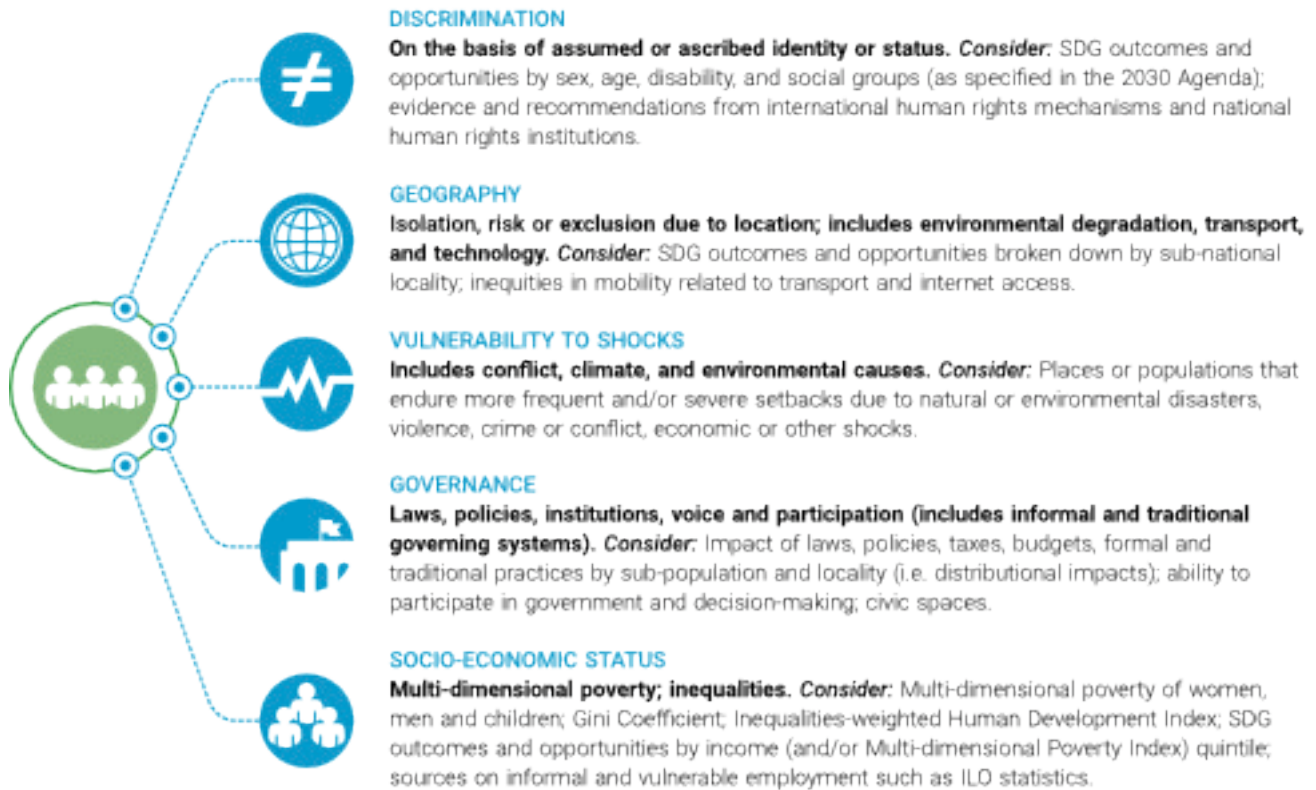 DISCRIMINATION
On the basis of assumed or ascribed identity or status. Consider: SDG outcomes and
opportunities by sex, age, disability, and social groups (as specified in the 2030 Agenda);
evidence and recommendations from international human rights mechanisms and national
human rights institutions.
GEOGRAPHY
Isolation, risk or exclusion due to location; includes environmental degradation, transport,
and technology. Consider: SDG outcomes and opportunities broken down by sub-national
locality; inequities in mobility related to transport and internet access.
VULNERABILITY TO SHOCKS
Includes conflict, climate, and environmental causes. Consider: Places or populations that
endure more frequent and/or severe setbacks due to natural or environmental disasters,
violence, crime or conflict, economic or other shocks.
GOVERNANCE
Laws, policies, institutions, voice and participation (includes informal and traditional
governing systems). Consider: Impact of laws, policies, taxes, budgets, formal and
traditional practices by sub-population and locality (i.e. distributional impacts); ability to
participate in government and decision-making; civic spaces.
SOCIO-ECONOMIC STATUS
Multi-dimensional poverty; inequalities. Consider: Multi-dimensional poverty of women,
men and children; Gini Coefficient; Inequalities-weighted Human Development Index; SDG
outcomes and opportunities by income (and/or Multi-dimensional Poverty Index) quintile;
sources on informal and vulnerable employment such as ILO statistics.